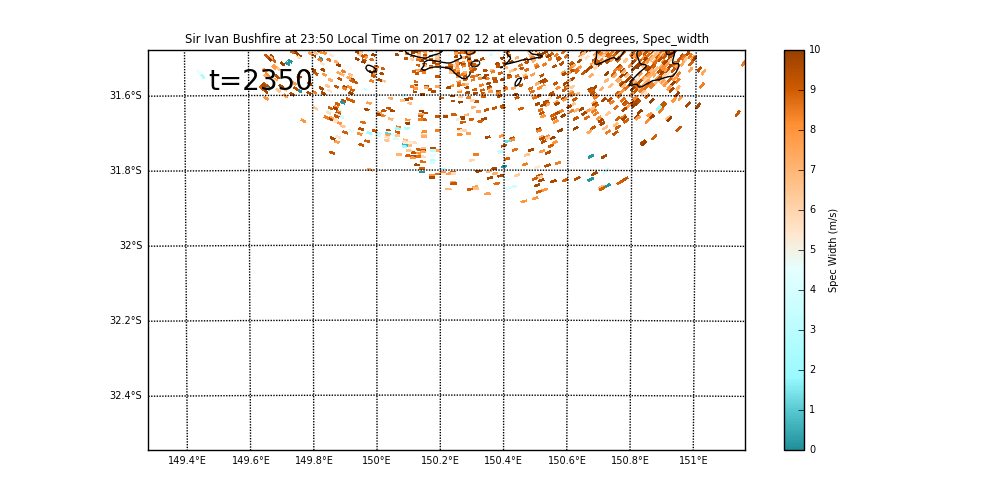 Sir Ivan Bushfire at 23:50 Local Time on 2017 02 12 at elevation 0.5 degrees, Spec_width
t=2350
31.6°S
31.8°S
32°S
32.2°S
32.4°S
149.4°E 149.6°E 149.8°E 150°E 150.2°E 150.4°E 150.6°E 150.8°E 151°E
10
9
8
7
6
5
4
3
2
1
0
Spec Width (m/s)